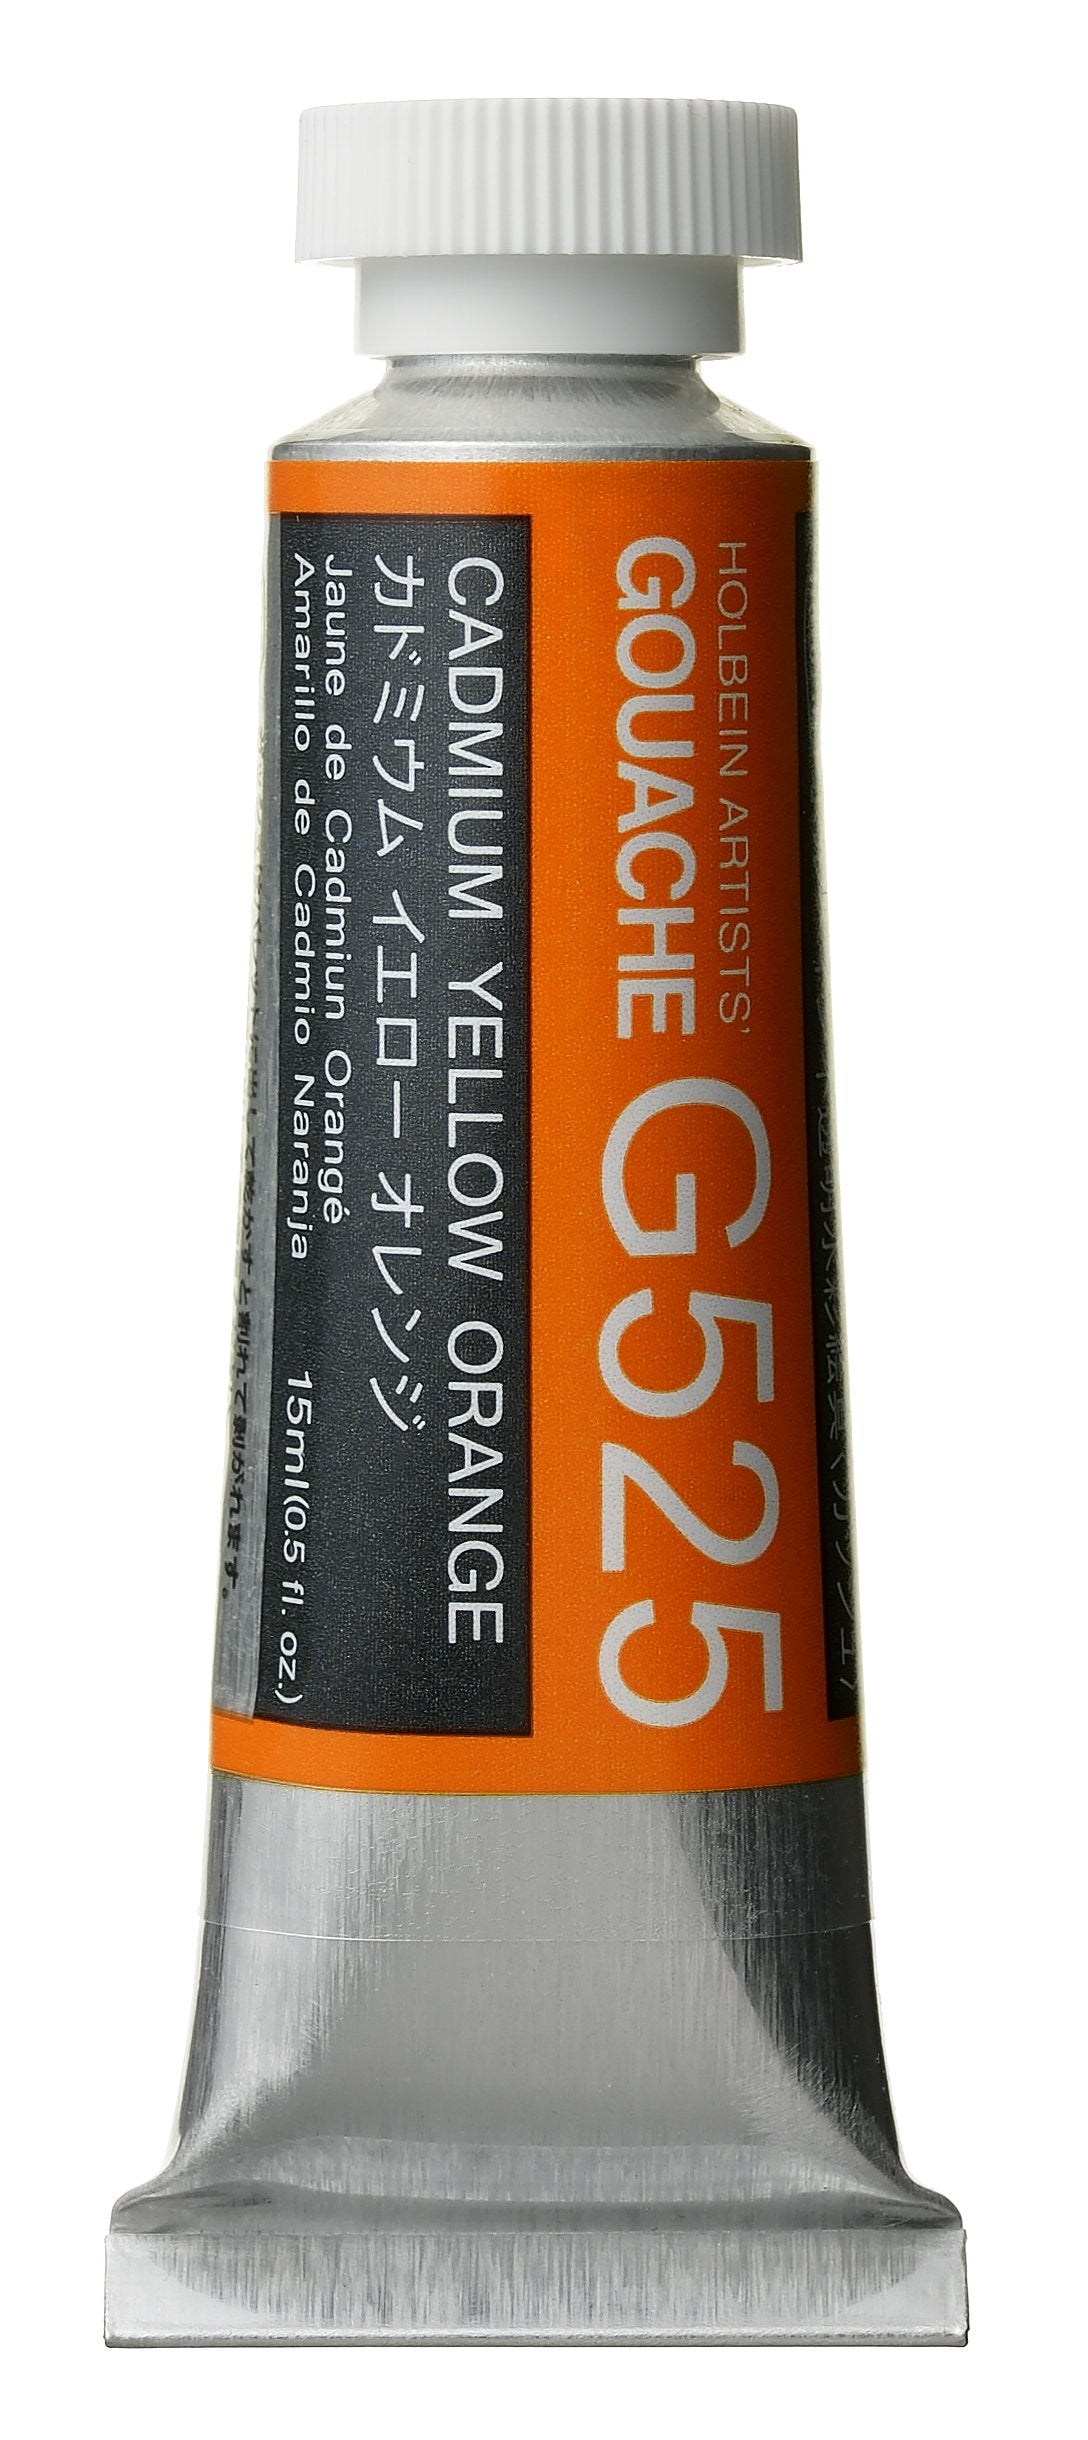 HOLBEIN ARTISTS'
GOUACHE G525
CADMIUM YELLOW ORANGE
カドミウム イエロー オレンジ
Jaune de Cadmiun Orangé
Amarillo de Cadmio Naranja 15ml(0.5 fl. oz.)